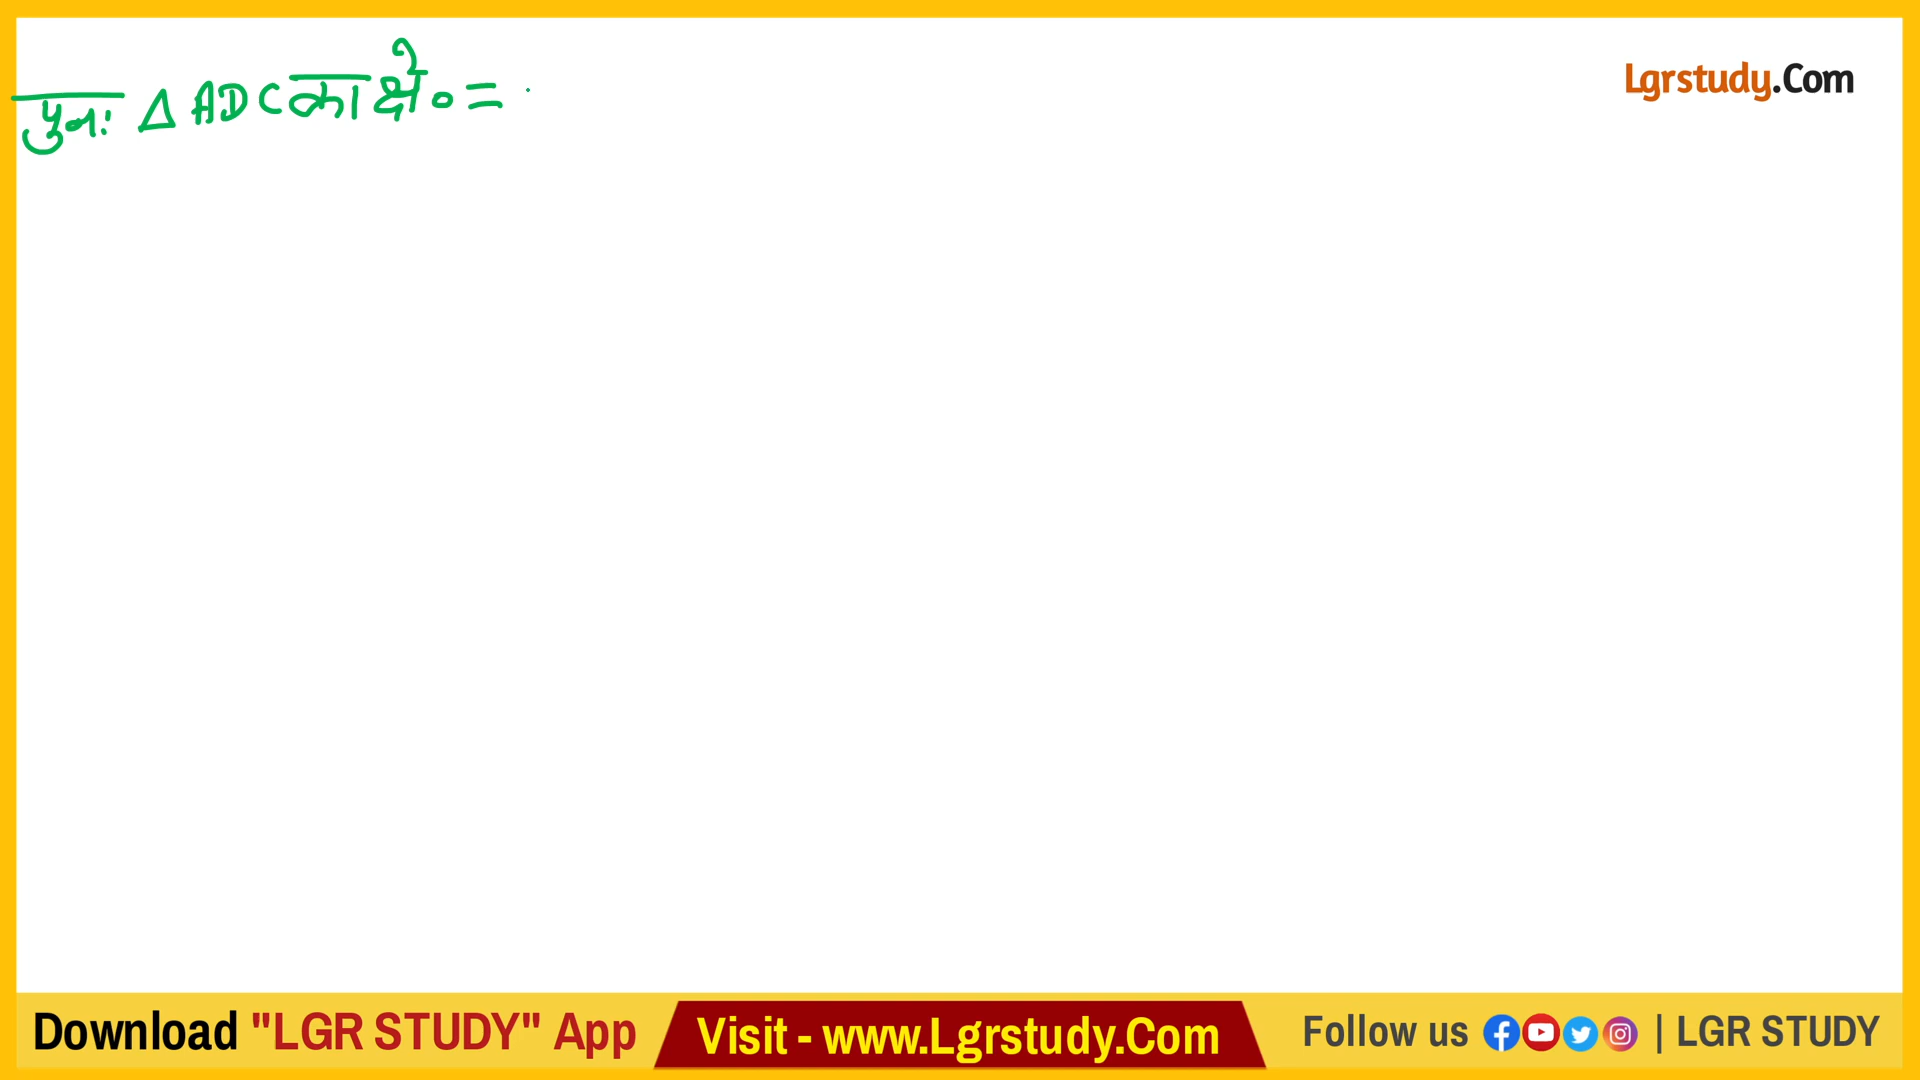 पुनः △ ADC का क्षे० =
Lgrstudy.Com
Download "LGR STUDY" App
Visit - www.Lgrstudy.Com
Follow us | LGR STUDY